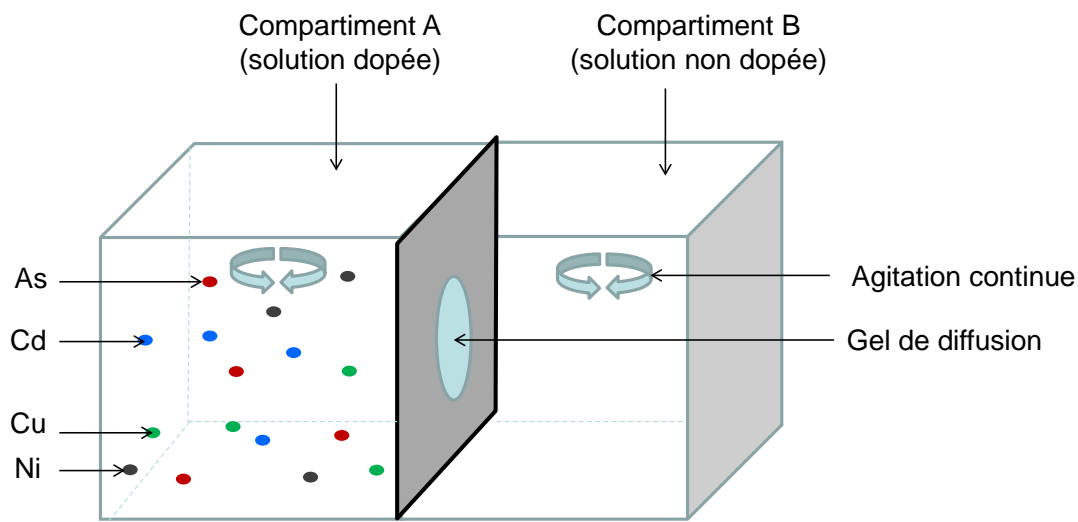 Compartiment A
(solution dopée)
Compartiment B
(solution non dopée)
As
Cd
Cu
Ni
Agitation continue
Gel de diffusion